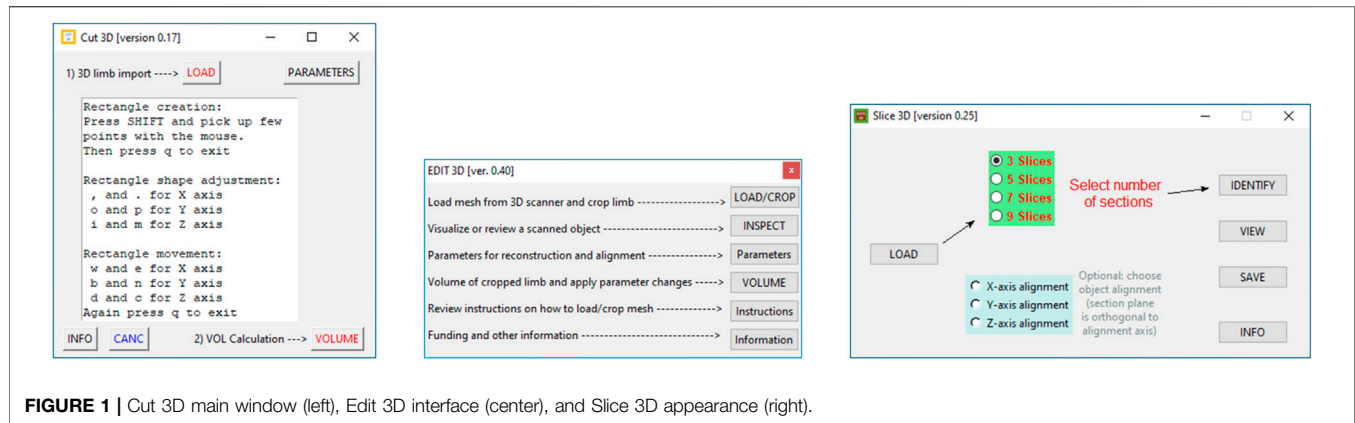 Cut 3D [version 0.17]
1) 3D limb import ----> LOAD PARAMETERS
Rectangle creation:
Press SHIFT and pick up few
points with the mouse.
Then press q to exit
Rectangle shape adjustment:
, and . for X axis
o and p for Y axis
i and m for Z axis
Rectangle movement:
w and e for X axis
b and n for Y axis
d and c for Z axis
Again press q to exit
INFO CANC 2) VOL Calculation ---> VOLUME
EDIT 3D [ver. 0.40]
Load mesh from 3D scanner and crop limb ------------------> LOAD/CROP
Visualize or review a scanned object -------------------------> INSPECT
Parameters for reconstruction and alignment --------------> Parameters
Volume of cropped limb and apply parameter changes -----> VOLUME
Review instructions on how to load/crop mesh -------------> Instructions
Funding and other information -----------------------------> Information
Slice 3D [version 0.25]
3 Slices
5 Slices
7 Slices
9 Slices
Select number
of sections
IDENTIFY
VIEW
LOAD
SAVE
X-axis alignment
Y-axis alignment
Z-axis alignment
Optional: choose
object alignment
(section plane
is orthogonal to
alignment axis)
INFO
FIGURE 1 | Cut 3D main window (left), Edit 3D interface (center), and Slice 3D appearance (right).